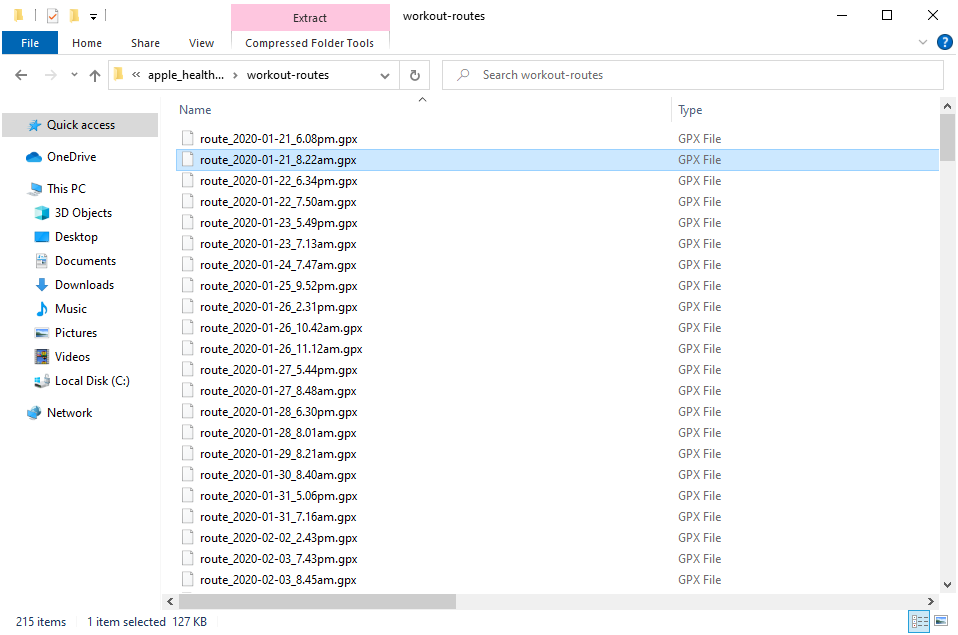 Extract
workout-routes
File
Home
Share
View
Compressed Folder Tools
?
« apple_health... › workout-routes
Search workout-routes
Quick access
OneDrive
This PC
3D Objects
Desktop
Documents
Downloads
Music
Pictures
Videos
Local Disk (C:)
Network
Name Type
route_2020-01-21_6.08pm.gpx GPX File
route_2020-01-21_8.22am.gpx GPX File
route_2020-01-22_6.34pm.gpx GPX File
route_2020-01-22_7.50am.gpx GPX File
route_2020-01-23_5.49pm.gpx GPX File
route_2020-01-23_7.13am.gpx GPX File
route_2020-01-24_7.47am.gpx GPX File
route_2020-01-25_9.52pm.gpx GPX File
route_2020-01-26_2.31pm.gpx GPX File
route_2020-01-26_10.42am.gpx GPX File
route_2020-01-26_11.12am.gpx GPX File
route_2020-01-27_5.44pm.gpx GPX File
route_2020-01-27_8.48am.gpx GPX File
route_2020-01-28_6.30pm.gpx GPX File
route_2020-01-28_8.01am.gpx GPX File
route_2020-01-29_8.21am.gpx GPX File
route_2020-01-30_8.40am.gpx GPX File
route_2020-01-31_5.06pm.gpx GPX File
route_2020-01-31_7.16am.gpx GPX File
route_2020-02-02_2.43pm.gpx GPX File
route_2020-02-03_7.43pm.gpx GPX File
route_2020-02-03_8.45am.gpx GPX File
215 items 1 item selected 127 KB